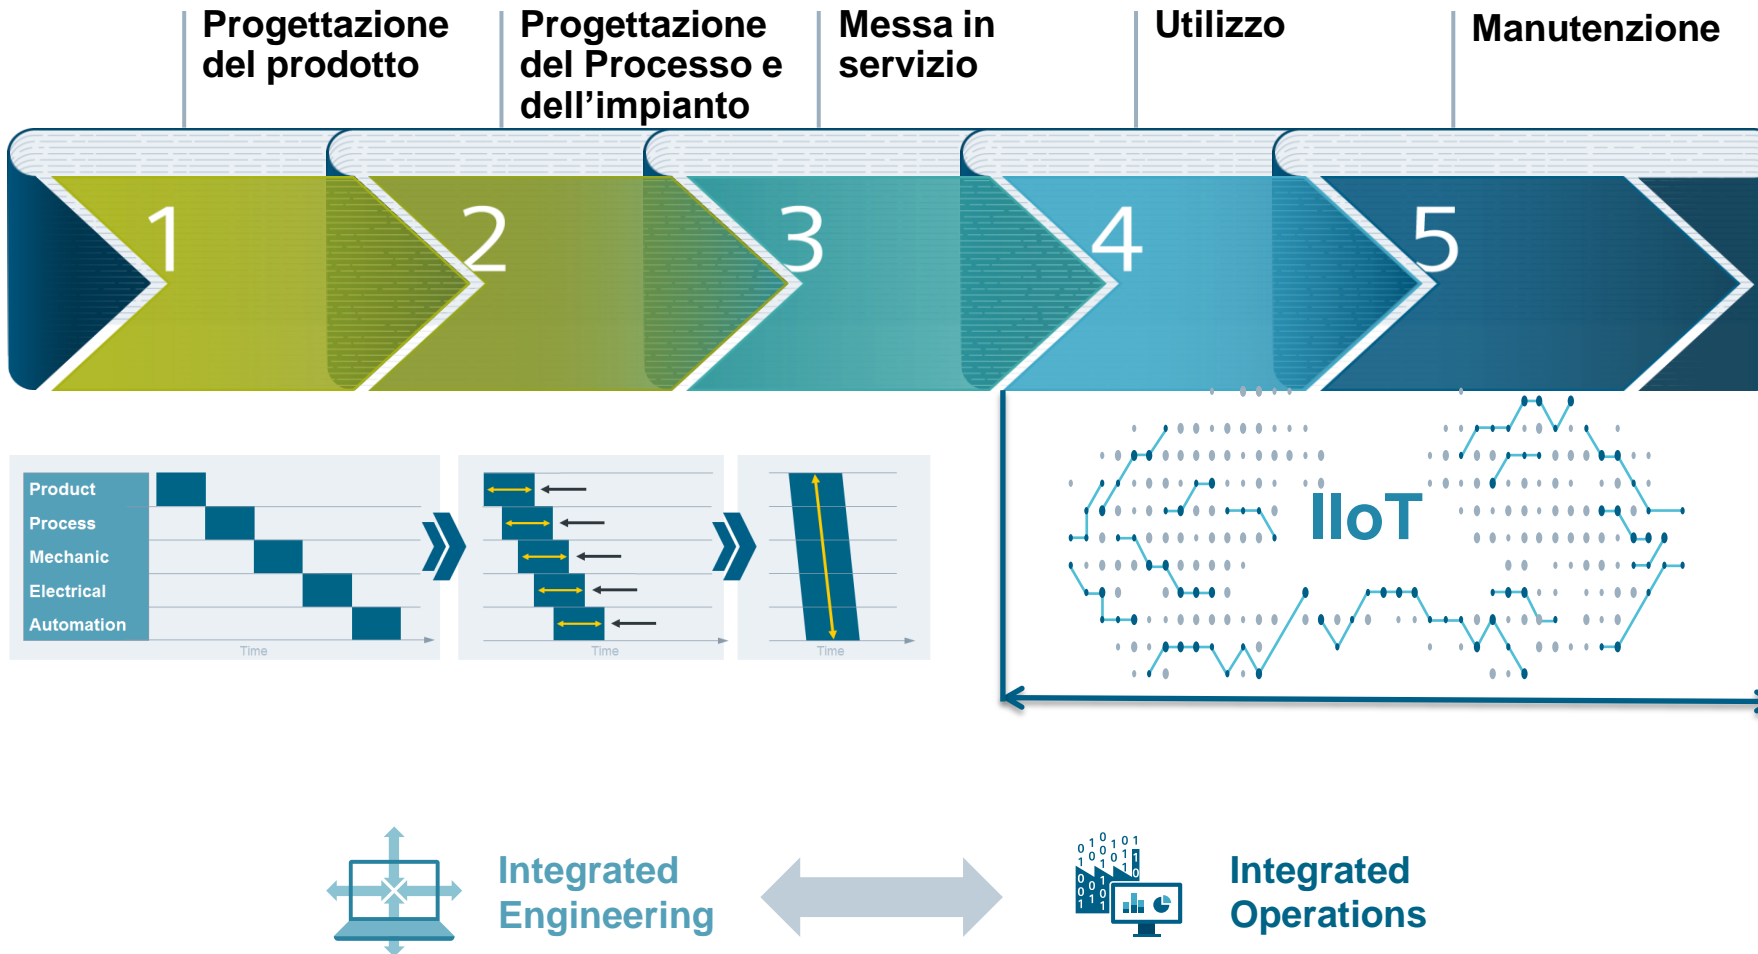 Progettazione
del prodotto
Progettazione
del Processo e
dell’impianto
Messa in
servizio
Utilizzo
Manutenzione
1
2
3
4
5
Product
Process
Mechanic
Electrical
Automation
Time
Time
Time
IIoT
Integrated
Engineering
Integrated
Operations